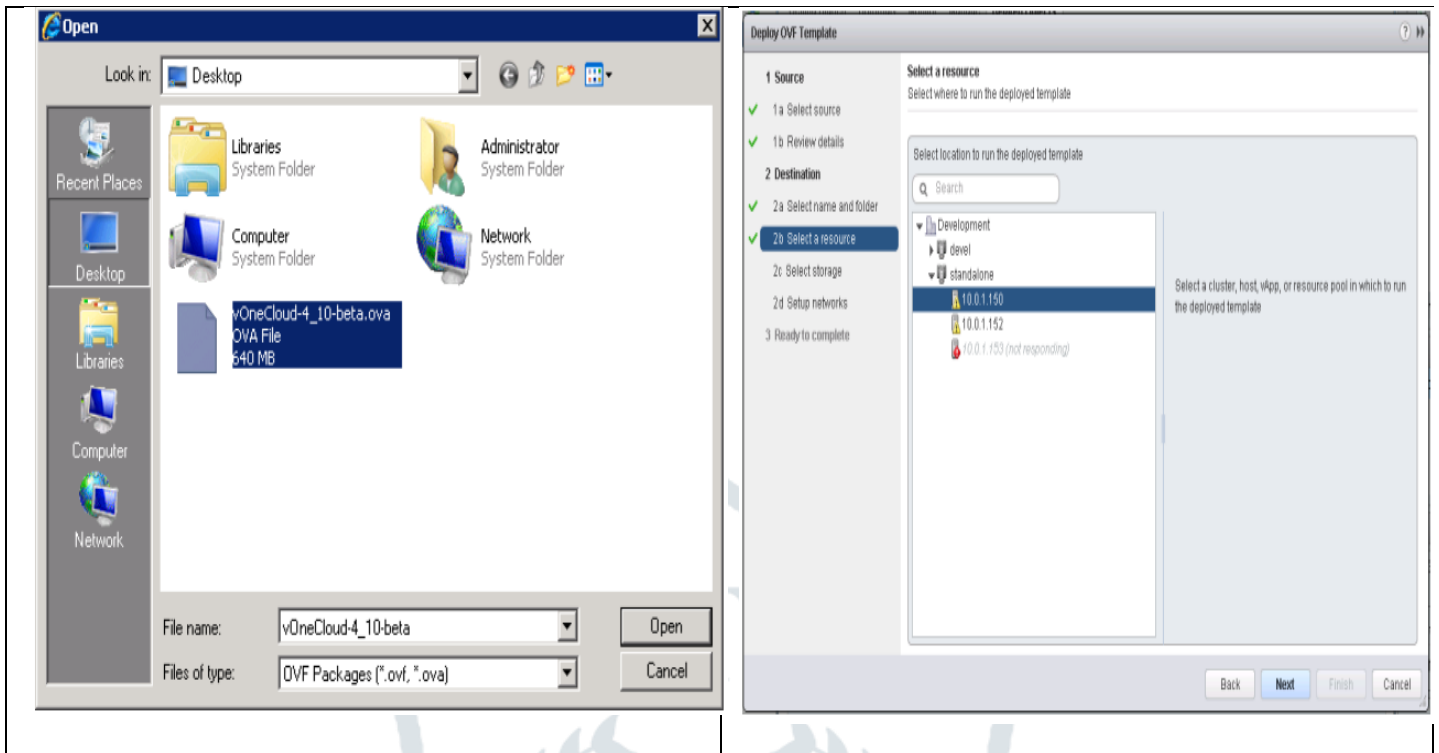 Open
Look in:
Desktop
Recent Places
Desktop
Libraries
Computer
Network
Libraries
System Folder
Administrator
System Folder
Computer
System Folder
Network
System Folder
vOneCloud-4_10-beta.ova
OVA File
640 MB
File name:
vOneCloud-4_10-beta
Open
Files of type:
OVF Packages (*.ovf, *.ova)
Cancel
Deploy OVF Template
1 Source
1a Select source
1b Review details
2 Destination
2a Select name and folder
2b Select a resource
2c Select storage
2d Setup networks
3 Ready to complete
Select a resource
Select where to run the deployed template
Select location to run the deployed template
Search
Development
devel
standalone
10.0.1.150
10.0.1.152
10.0.1.153 (not responding)
Select a cluster, host, vApp, or resource pool in which to run
the deployed template
Back
Next
Finish
Cancel